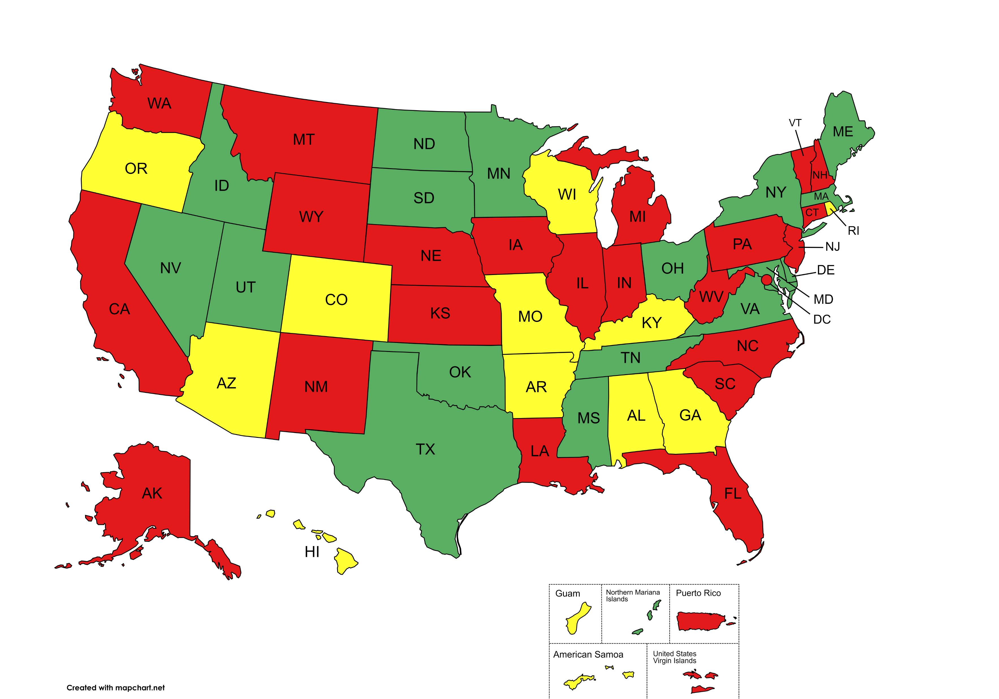 WA
MT
ND
MN
ME
VT
OR
ID
SD
WI
NH
NY
MA
WY
MI
CT
RI
NE
IA
PA
NJ
NV
OH
DE
UT
CO
IL
IN
WV
MD
CA
KS
MO
KY
VA
DC
NC
TN
AZ
NM
OK
AR
SC
MS
AL
GA
TX
LA
AK
FL
HI
Guam
Northern Mariana
Islands
Puerto Rico
American Samoa
United States
Virgin Islands
Created with mapchart.net